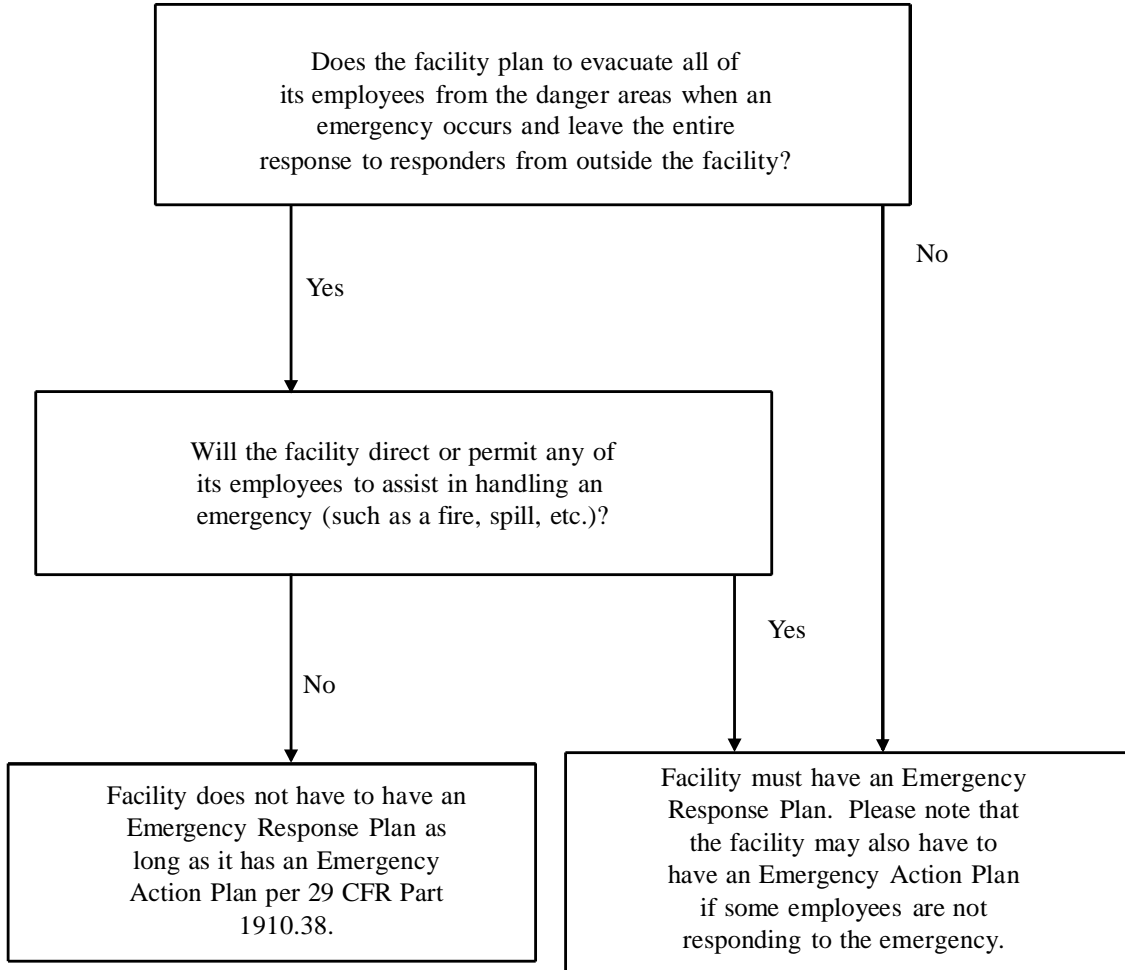 Does the facility plan to evacuate all of
its employees from the danger areas when an
emergency occurs and leave the entire
response to responders from outside the facility?
No
Yes
Will the facility direct or permit any of
its employees to assist in handling an
emergency (such as a fire, spill, etc.)?
Yes
No
Facility does not have to have an
Emergency Response Plan as
long as it has an Emergency
Action Plan per 29 CFR Part
1910.38.
Facility must have an Emergency
Response Plan. Please note that
the facility may also have to
have an Emergency Action Plan
if some employees are not
responding to the emergency.